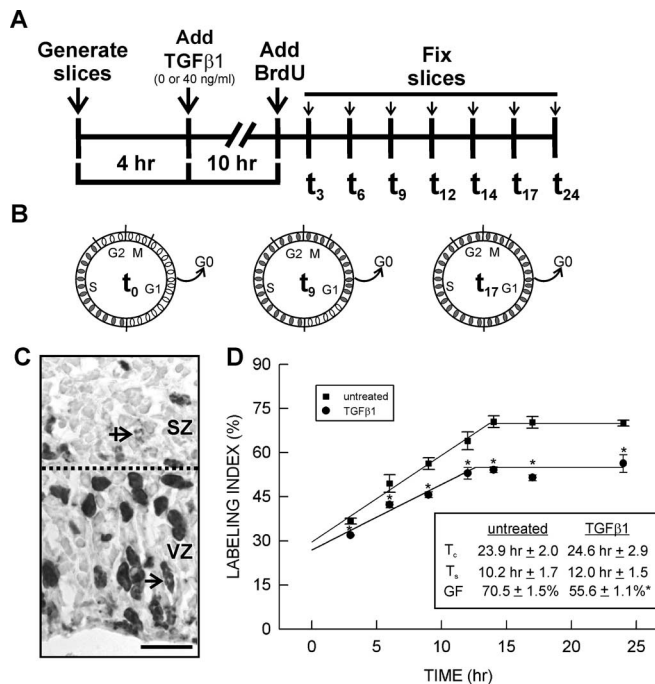 A
Generate slices
Add TGFβ1
(0 or 40 ng/ml)
Add BrdU
Fix slices
4 hr
10 hr
t3 t6 t9 t12 t14 t17 t24
B
G2 M G0
S t0 G1
G2 M G0
S t9 G1
G2 M G0
S t17 G1
C
SZ
VZ
D
LABELING INDEX (%)
90
75
60
45
30
15
0
untreated
TGFβ1
* * * * * * *
untreated TGFβ1
Tc 23.9 hr ± 2.0 24.6 hr ± 2.9
Ts 10.2 hr ± 1.7 12.0 hr ± 1.5
GF 70.5 ± 1.5% 55.6 ± 1.1%*
0 5 10 15 20 25
TIME (hr)